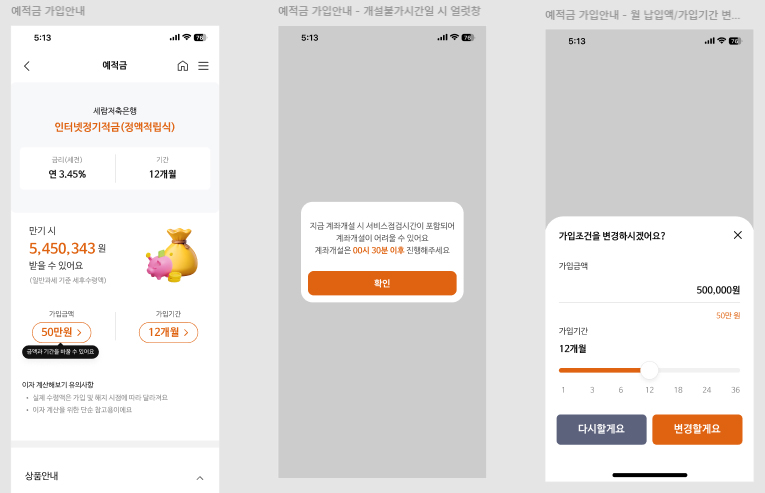 예적금 가입안내
5:13
76
예적금
세람저축은행
인터넷정기적금(정액적립식)
금리(세전)
연 3.45%
기간
12개월
만기 시
5,450,343 원
받을 수 있어요
(일반과세 기준 세후수령액)
가입금액
50만원 >
가입기간
12개월 >
금액과 기간을 바꿀 수 있어요
이자 계산해보기 유의사항
• 실제 수령액은 가입 및 해지 시점에 따라 달라져요
• 이자 계산을 위한 단순 참고용이에요
상품안내
예적금 가입안내 - 개설불가시간일 시 얼럿창
5:13
76
지금 계좌개설 시 서비스점검시간이 포함되어
계좌개설이 어려울 수 있어요
계좌개설은 00시 30분 이후 진행해주세요
확인
예적금 가입안내 - 월 납입액/가입기간 변...
5:13
76
가입조건을 변경하시겠어요?
가입금액
500,000원
50만 원
가입기간
12개월
1 3 6 12 18 24 36
다시할게요
변경할게요